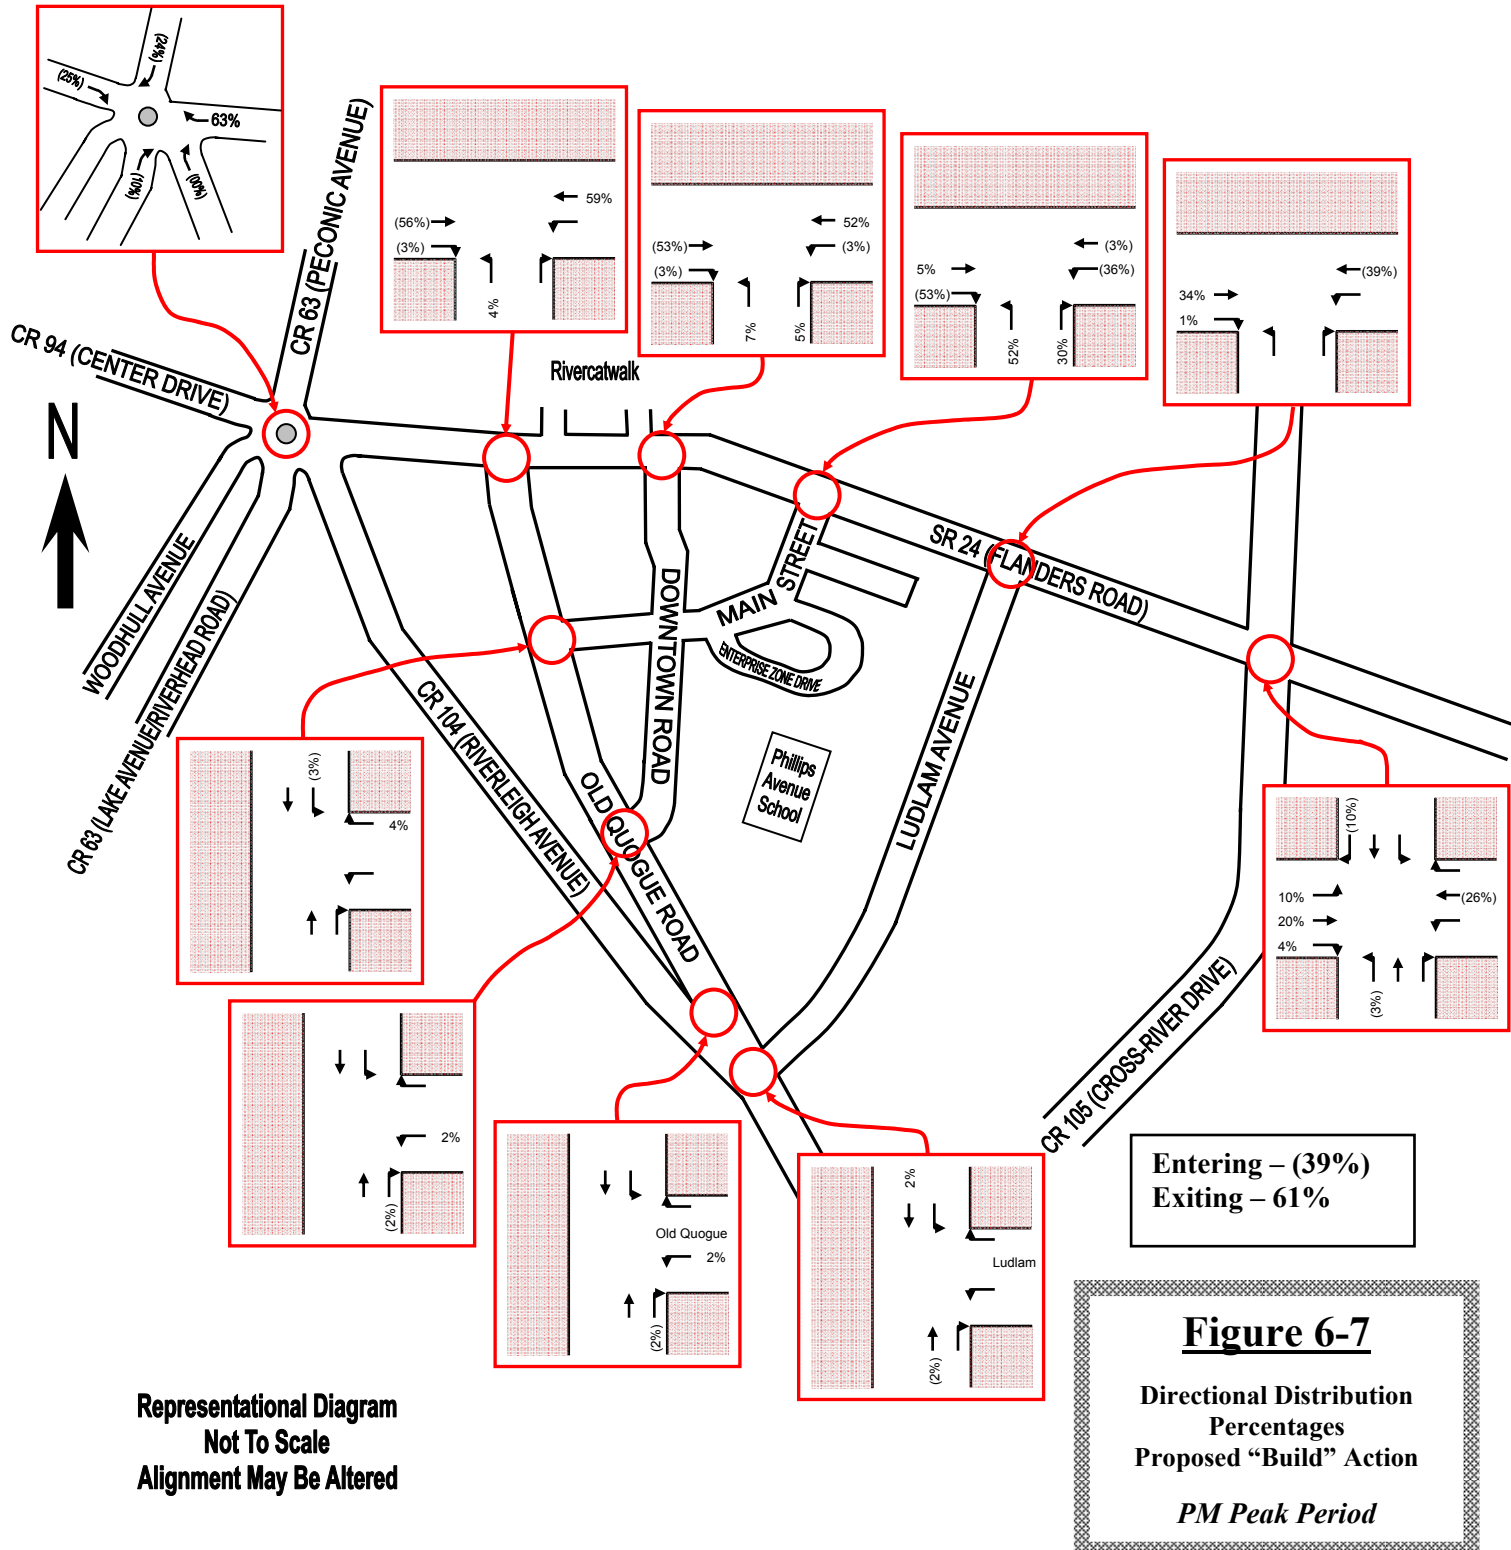 (24%)
(25%)
63%
(10%)
(00%)
CR 63 (PECONIC AVENUE)
59%
(56%)
(3%)
4%
52%
(53%)
(3%)
(3%)
7%
5%
(3%)
5%
(36%)
(53%)
52%
30%
(39%)
34%
1%
Rivercatwalk
CR 94 (CENTER DRIVE)
N
SR 24 (FLANDERS ROAD)
MAIN STREET
DOWNTOWN ROAD
ENTERPRISE ZONE DRIVE
WOODHULL AVENUE
CR 63 (LAKE AVENUE/RIVERHEAD ROAD)
CR 104 (RIVERLEIGH AVENUE)
OLD QUOGUE ROAD
Phillips
Avenue
School
LUDLAM AVENUE
CR 105 (CROSS-RIVER DRIVE)
(3%)
4%
(10%)
10%
(26%)
20%
4%
(3%)
2%
(2%)
Old Quogue
2%
(2%)
2%
Ludlam
(2%)
Entering – (39%)
Exiting – 61%
Figure 6-7
Directional Distribution
Percentages
Proposed “Build” Action
PM Peak Period
Representational Diagram
Not To Scale
Alignment May Be Altered